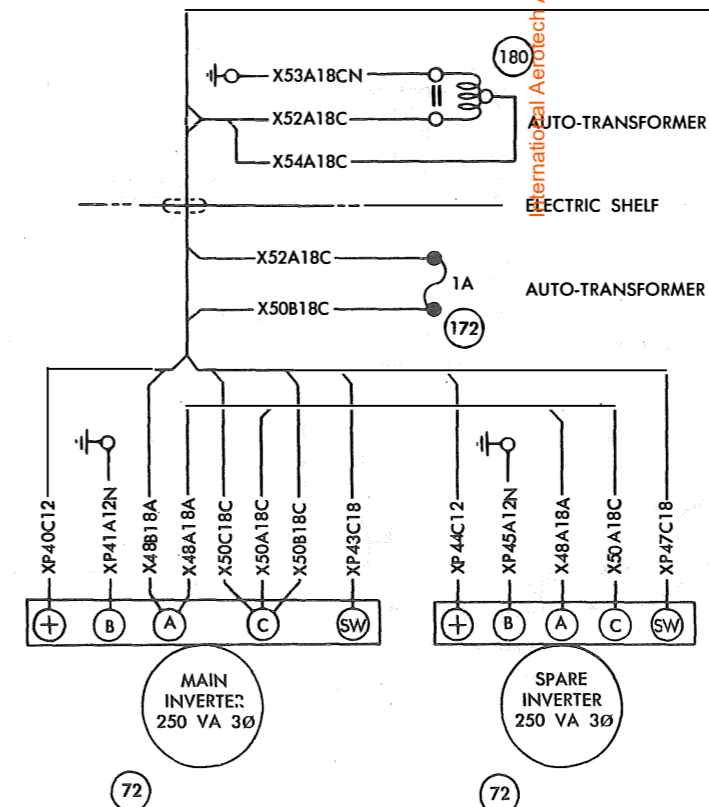 180
X53A18CN
X52A18C
AUTO-TRANSFORMER
X54A18C
International Aerotech
ELECTRIC SHELF
X52A18C
1A
AUTO-TRANSFORMER
X50B18C
172
XP40C12
XP41A12N
X48B18A
X48A18A
X50C18C
X50A18C
X50B18C
XP43C18
XP44C12
XP45A12N
X48A18A
X50A18C
XP47C18
+ B A C SW
+ B A C SW
MAIN
INVERTER
250 VA 3Ø
SPARE
INVERTER
250 VA 3Ø
72
72